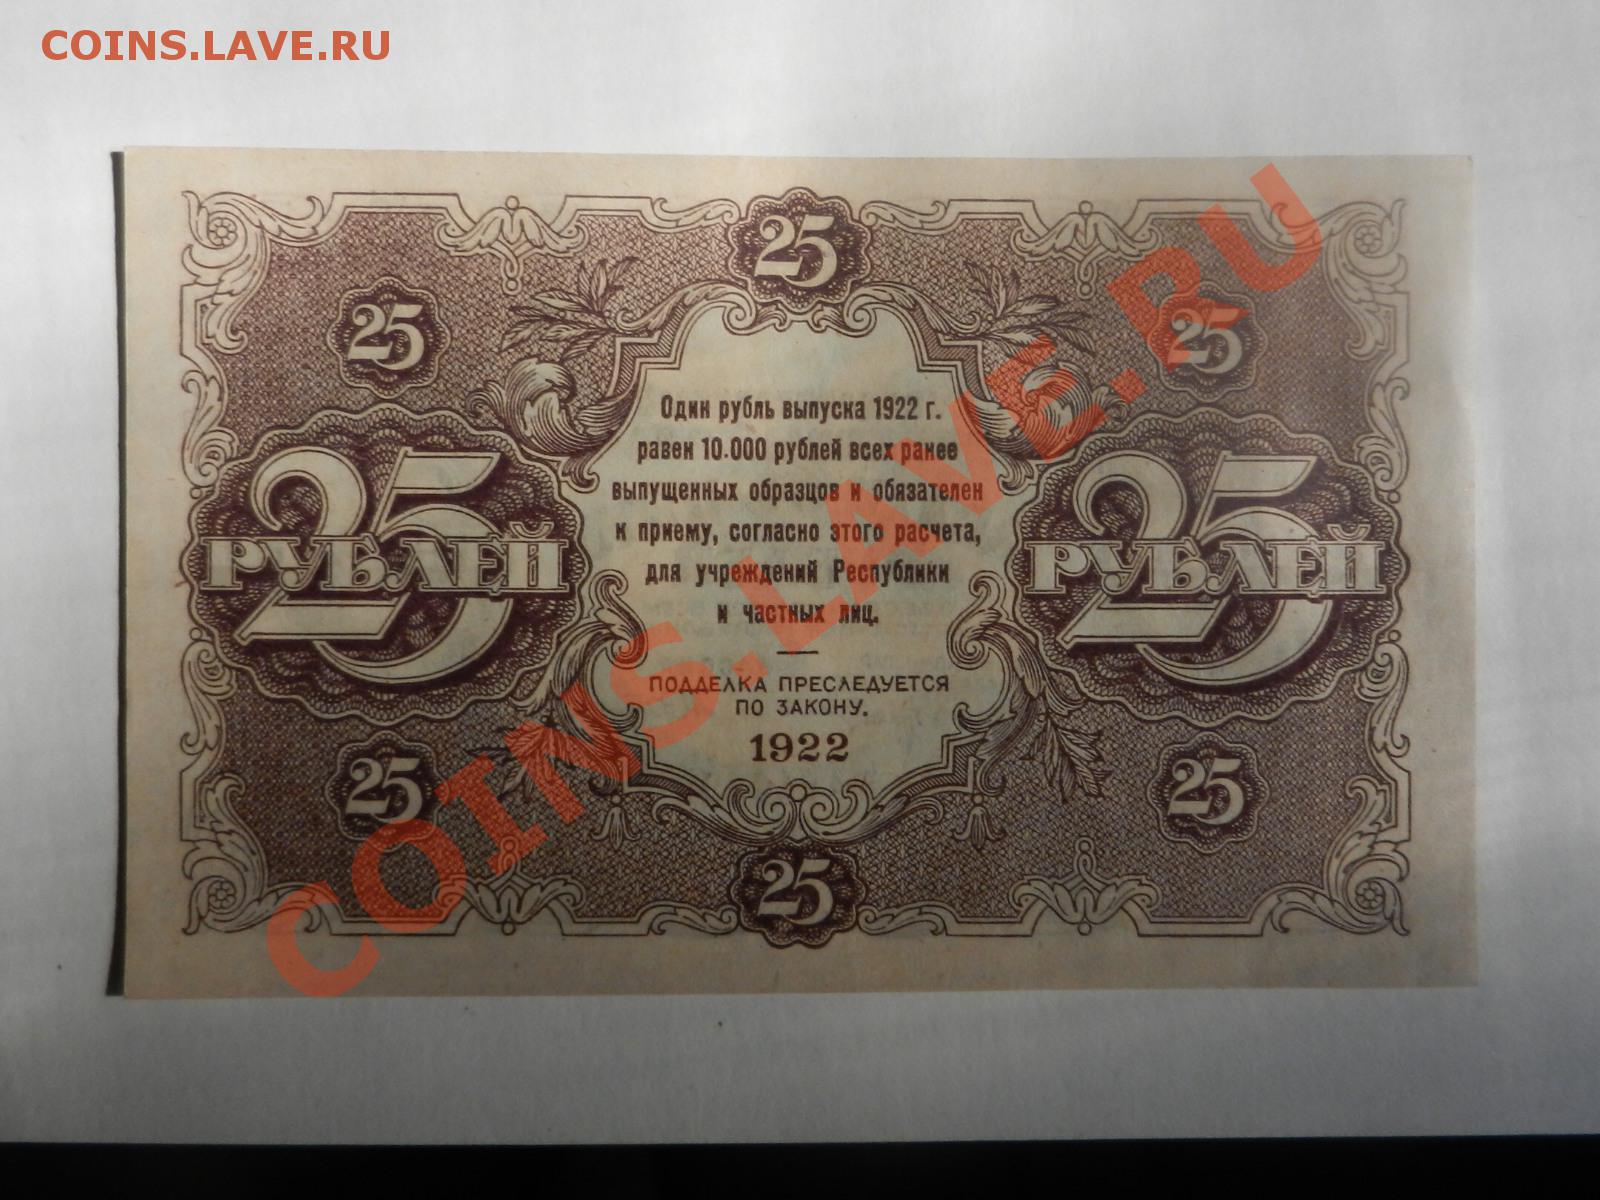 COINS.LAVE.RU
25
25
25
Один рубль выпуска 1922 г.
равен 10.000 рублей всех ранее
выпущенных образцов и обязателен
к приему, согласно этого расчета,
для учреждений Республики
и частных лиц.
25 РУБЛЕЙ
25 РУБЛЕЙ
ПОДДЕЛКА ПРЕСЛЕДУЕТСЯ
ПО ЗАКОНУ.
1922
25
25
25
COINS.LAVE.RU